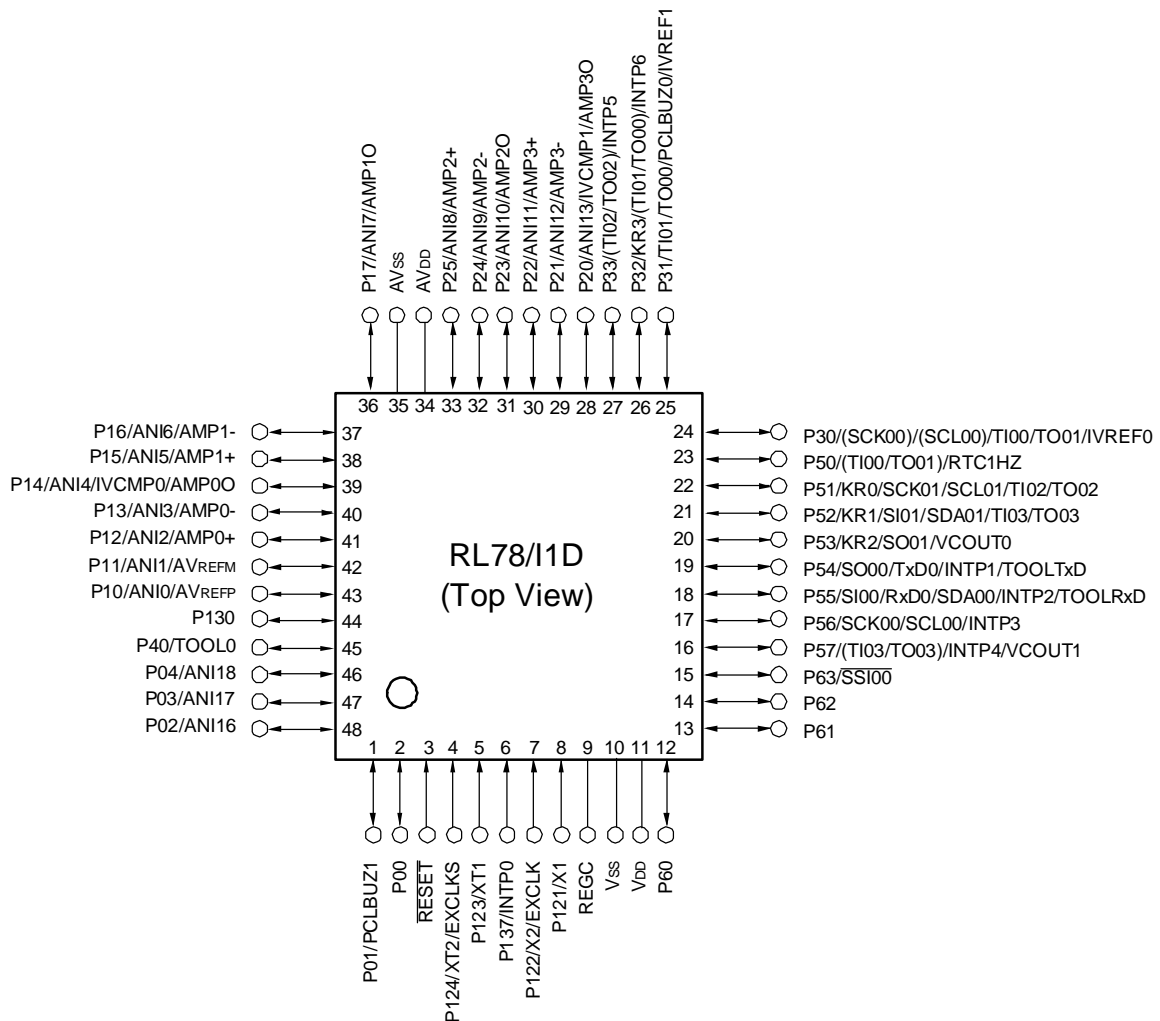 P17/ANI7/AMP1O
AVSS
AVDD
P25/ANI8/AMP2+
P24/ANI9/AMP2-
P23/ANI10/AMP2O
P22/ANI11/AMP3+
P21/ANI12/AMP3-
P20/ANI13/IVCMP1/AMP3O
P33/(TI02/TO02)/INTP5
P32/KR3/(TI01/TO00)/INTP6
P31/TI01/TO00/PCLBUZ0/IVREF1
36 35 34 33 32 31 30 29 28 27 26 25
P16/ANI6/AMP1- 37
P15/ANI5/AMP1+ 38
P14/ANI4/IVCMP0/AMP0O 39
P13/ANI3/AMP0- 40
P12/ANI2/AMP0+ 41
P11/ANI1/AVREFM 42
P10/ANI0/AVREFP 43
P130 44
P40/TOOL0 45
P04/ANI18 46
P03/ANI17 47
P02/ANI16 48
RL78/I1D
(Top View)
24 P30/(SCK00)/(SCL00)/TI00/TO01/IVREF0
23 P50/(TI00/TO01)/RTC1HZ
22 P51/KR0/SCK01/SCL01/TI02/TO02
21 P52/KR1/SI01/SDA01/TI03/TO03
20 P53/KR2/SO01/VCOUT0
19 P54/SO00/TxD0/INTP1/TOOLTxD
18 P55/SI00/RxD0/SDA00/INTP2/TOOLRxD
17 P56/SCK00/SCL00/INTP3
16 P57/(TI03/TO03)/INTP4/VCOUT1
15 P63/SSI00
14 P62
13 P61
1 2 3 4 5 6 7 8 9 10 11 12
P01/PCLBUZ1
P00
RESET
P124/XT2/EXCLKS
P123/XT1
P137/INTP0
P122/X2/EXCLK
P121/X1
REGC
VSS
VDD
P60